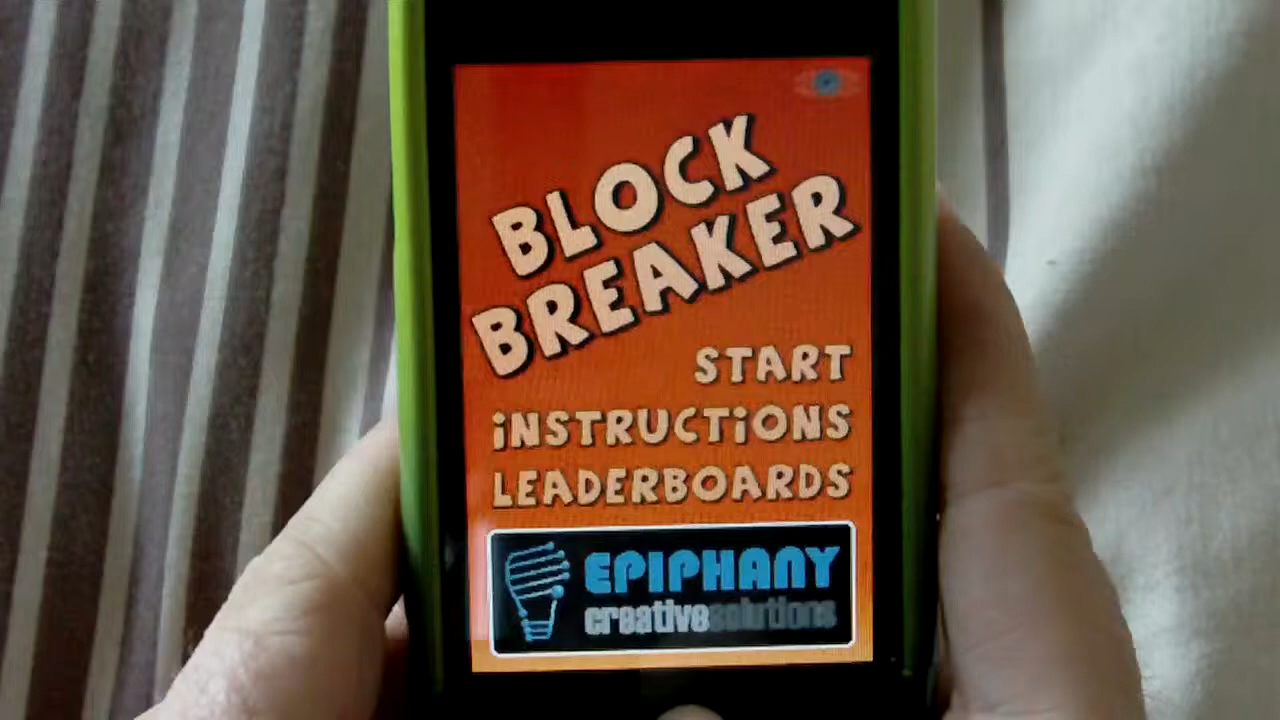 BLOCK
BREAKER
START
iNSTRUCTiONS
LEADERBOARDS
EPIPHANY
creativesolutions